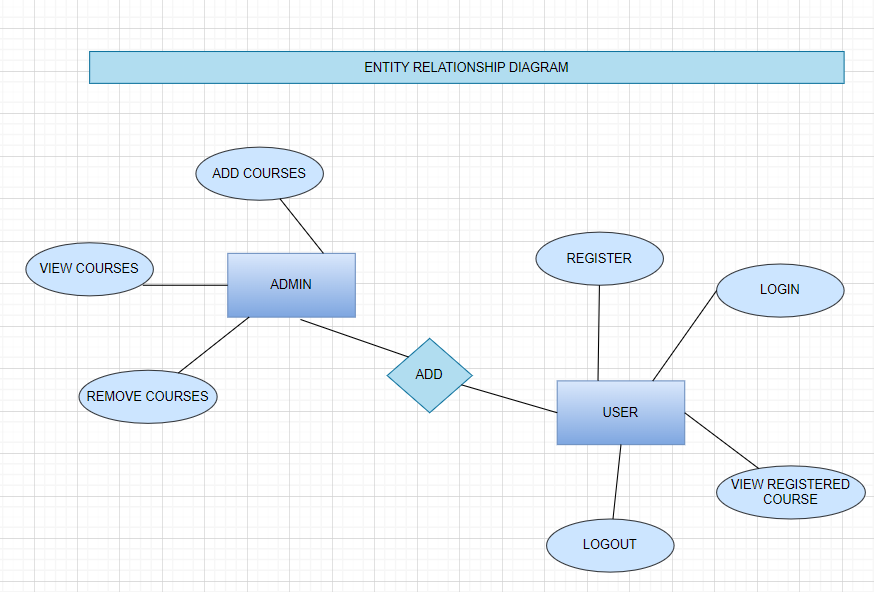 ENTITY RELATIONSHIP DIAGRAM
ADD COURSES
VIEW COURSES
ADMIN
REMOVE COURSES
ADD
REGISTER
LOGIN
USER
VIEW REGISTERED
COURSE
LOGOUT